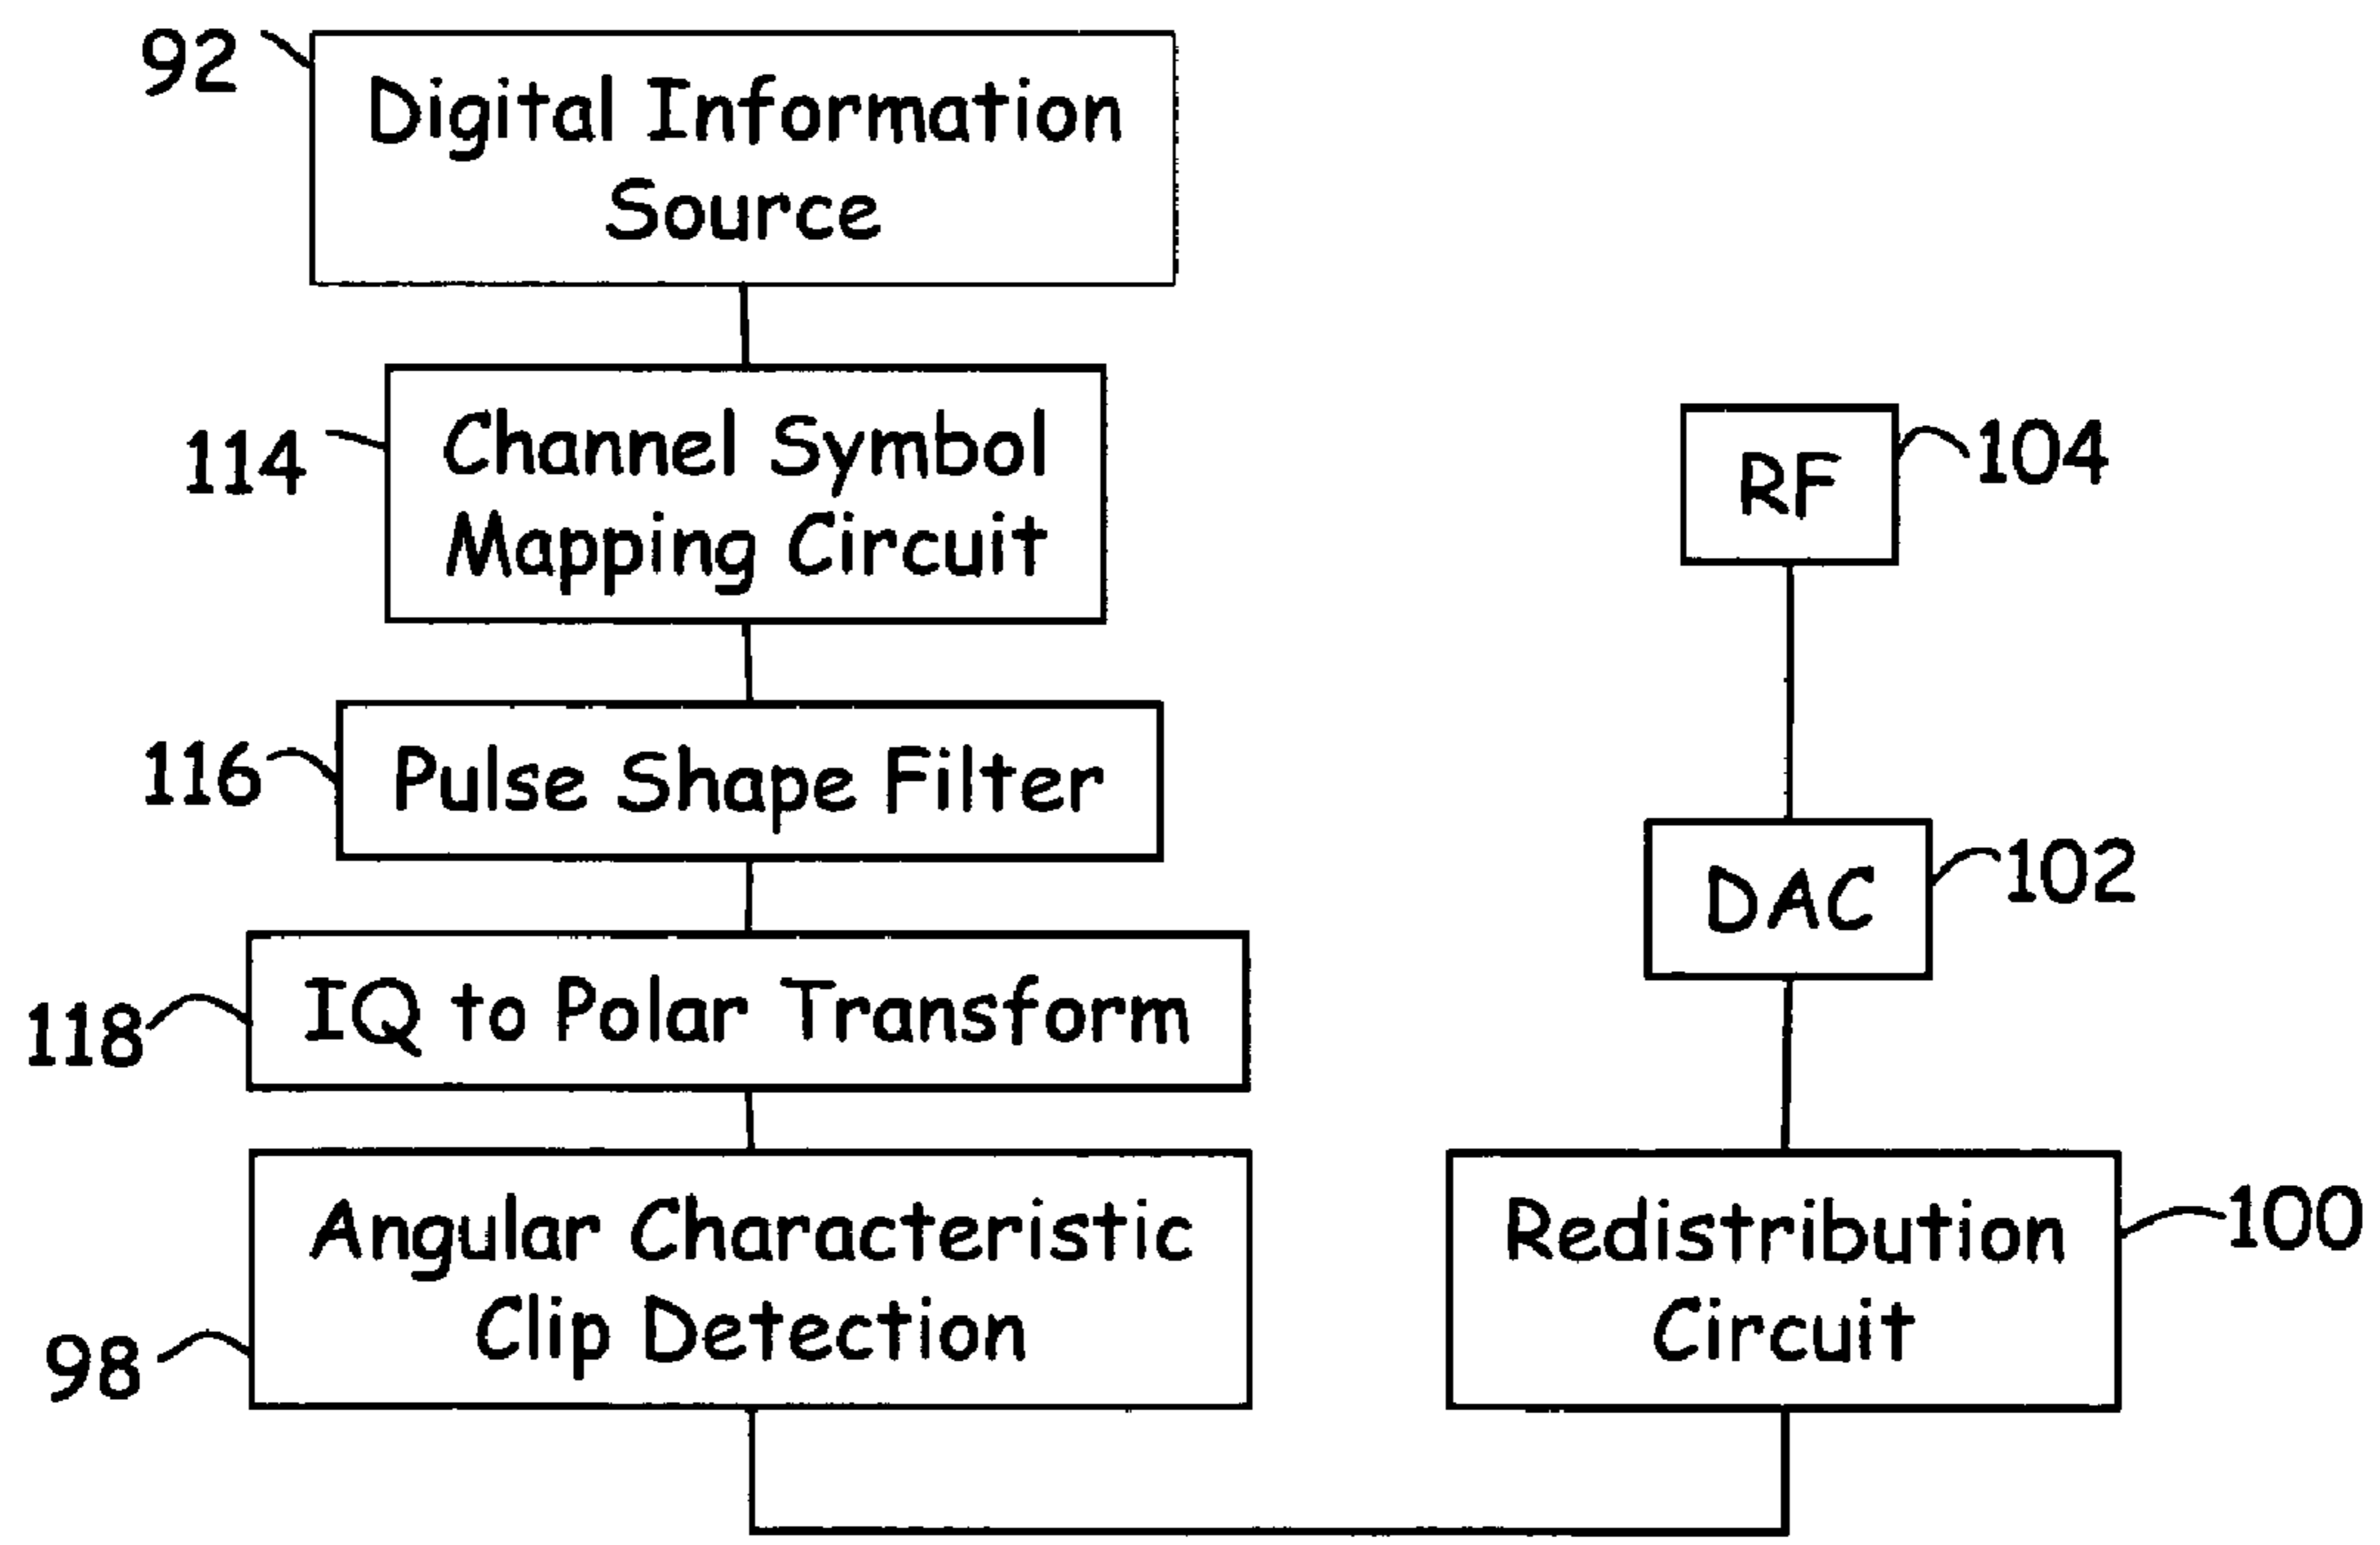 92
Digital Information
Source
114
Channel Symbol
Mapping Circuit
116
Pulse Shape Filter
118
IQ to Polar Transform
98
Angular Characteristic
Clip Detection
RF
104
DAC
102
Redistribution
Circuit
100